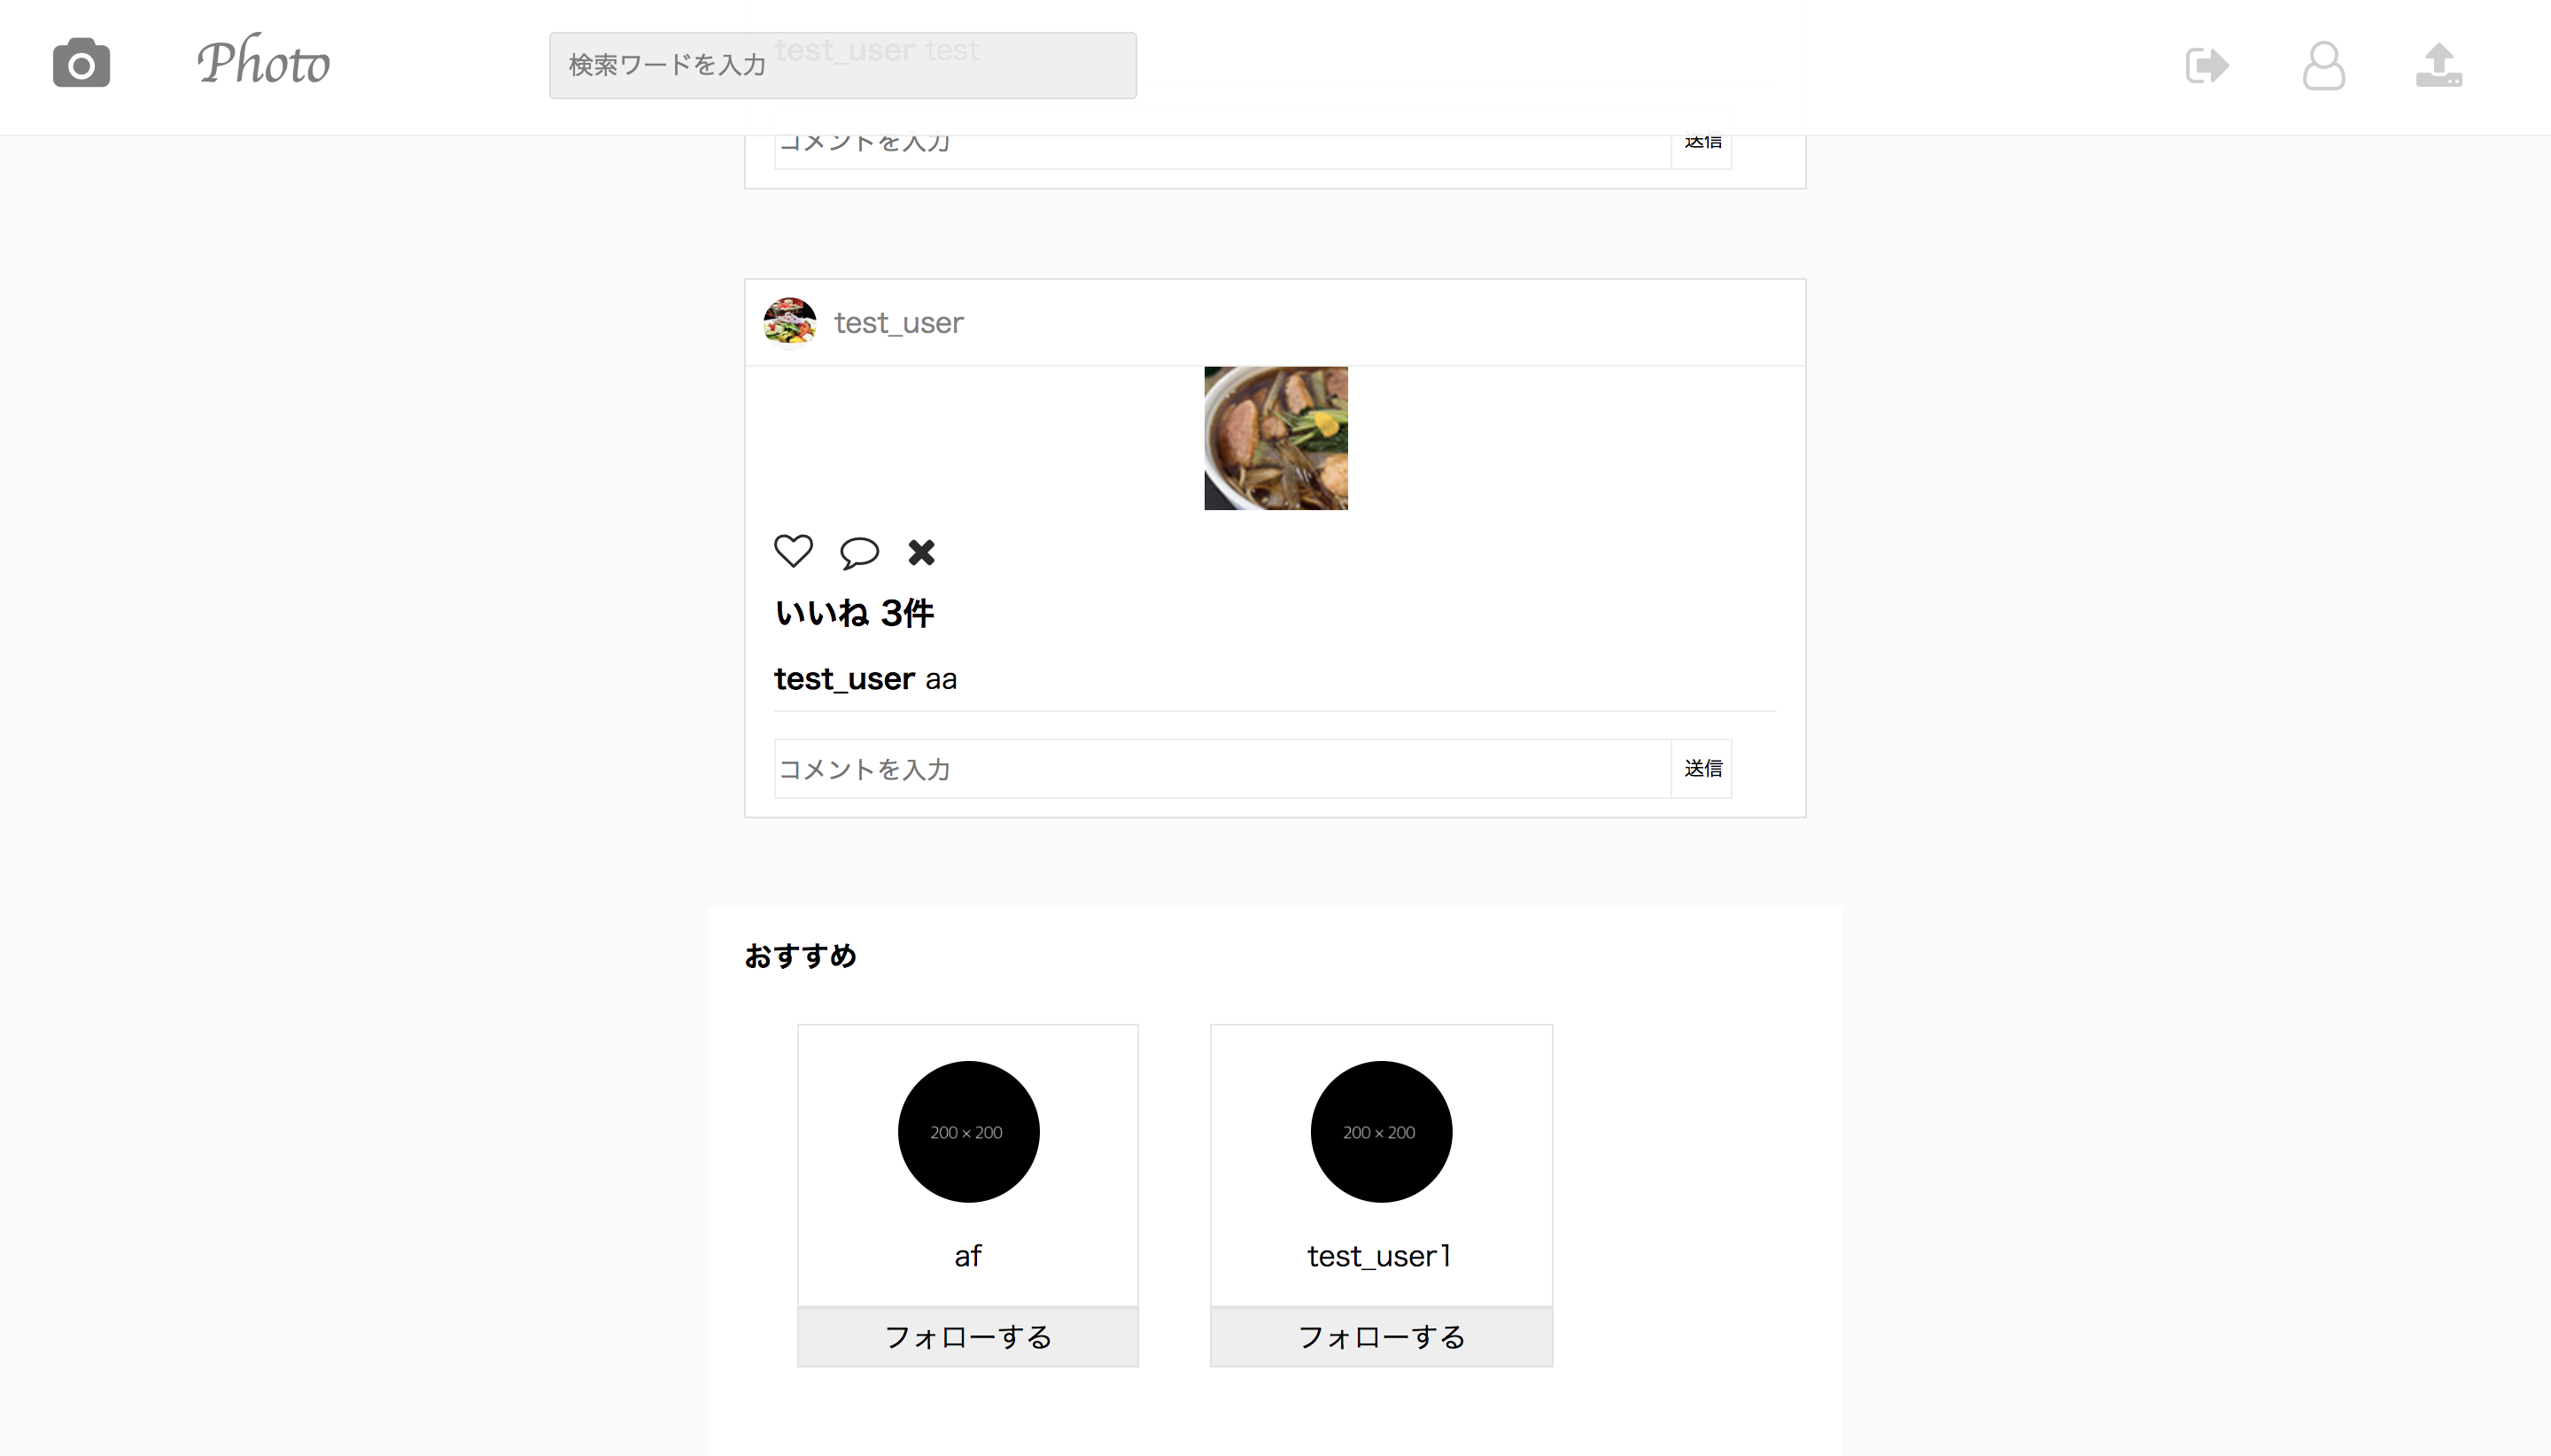 Photo
検索ワードを入力
test_user test
コメントを入力 送信
test_user
いいね 3件
test_user aa
コメントを入力 送信
おすすめ
200 × 200 200 × 200
af test_user1
フォローする フォローする